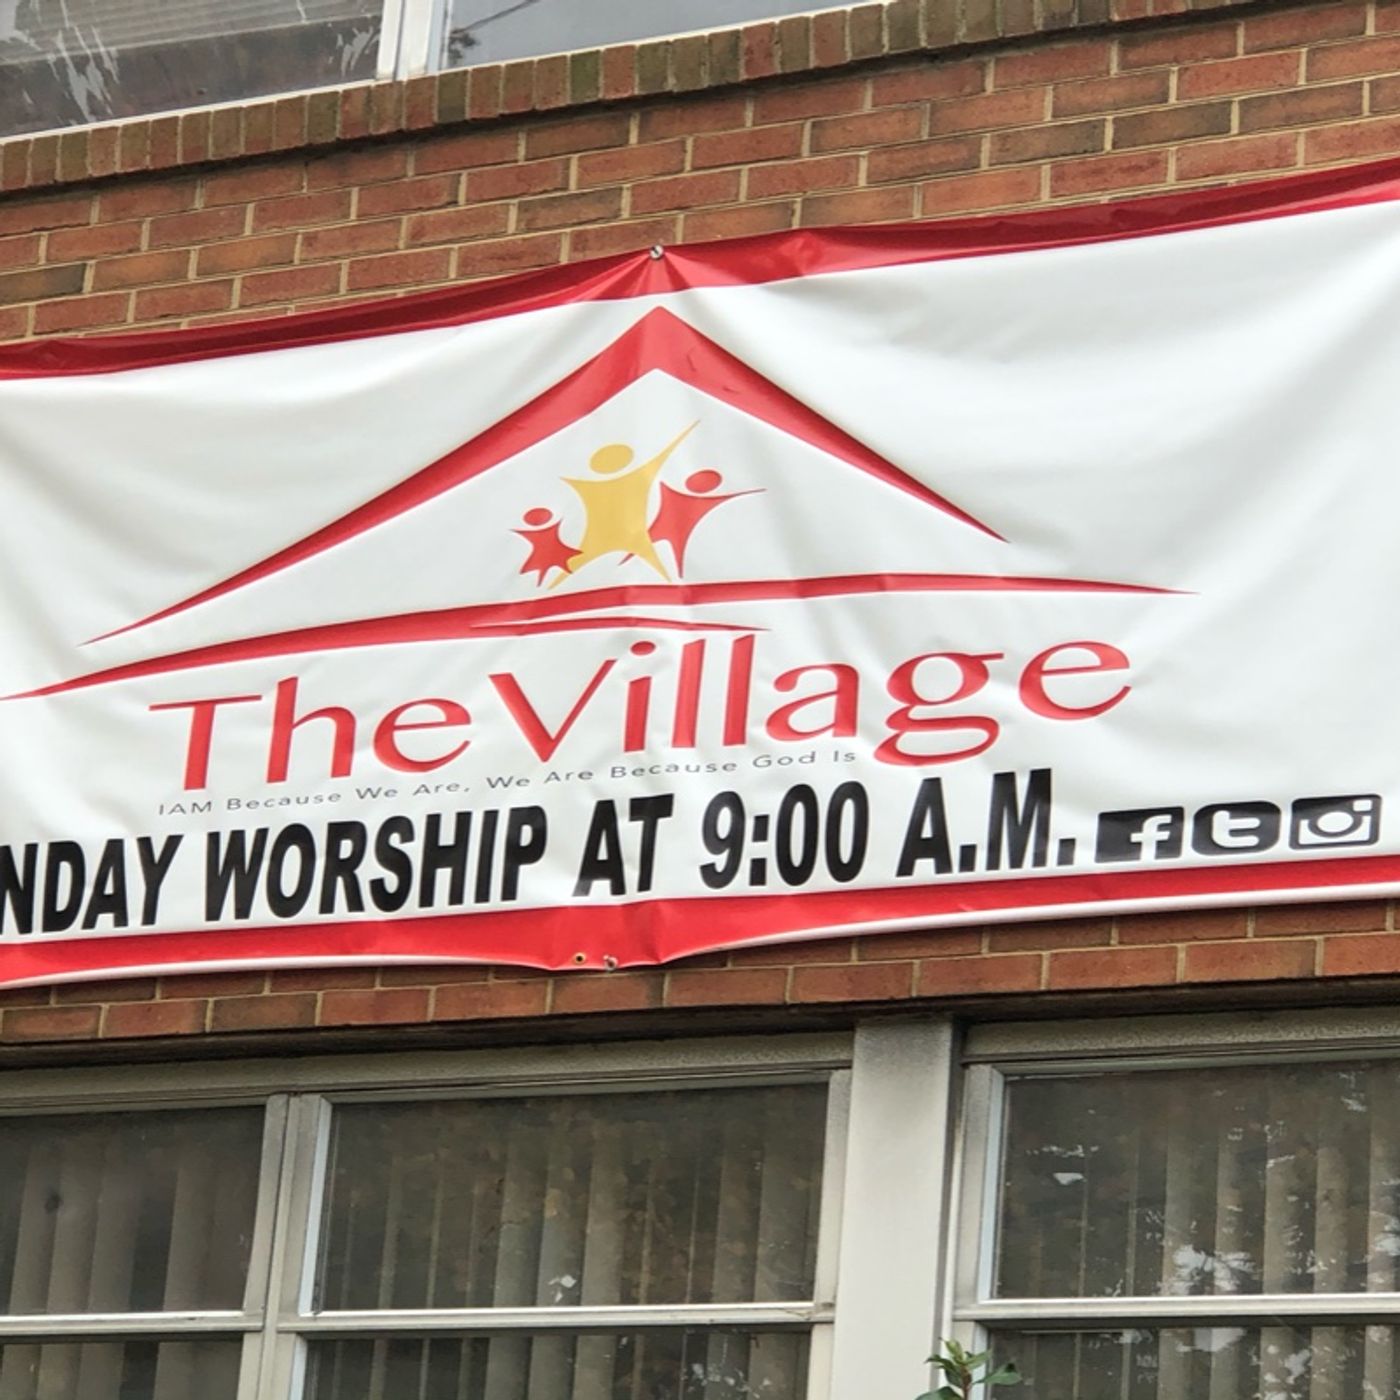 TheVillage
IAM Because We Are, We Are Because God Is
NDAY WORSHIP AT 9:00 A.M.